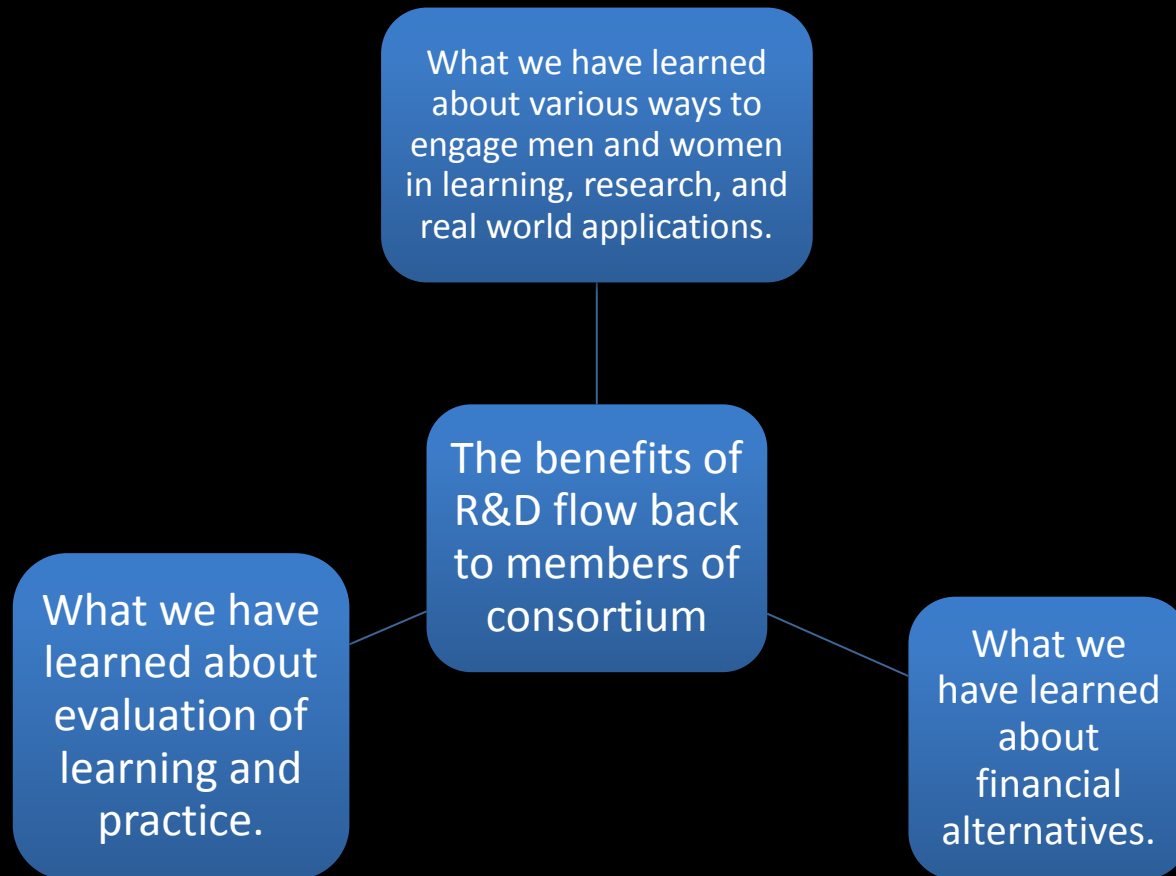 What we have learned
about various ways to
engage men and women
in learning, research, and
real world applications.
The benefits of
R&D flow back
to members of
consortium
What we have
learned about
evaluation of
learning and
practice.
What we
have learned
about
financial
alternatives.